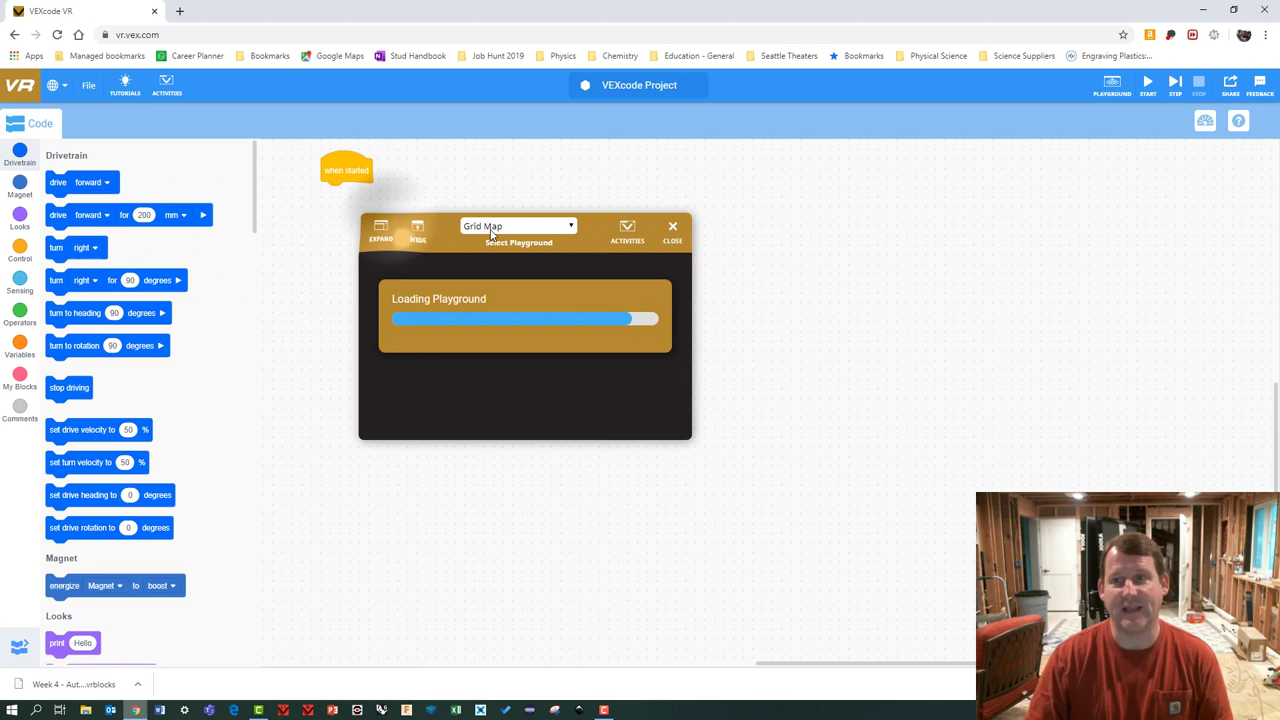 VEXcode VR
vr.vex.com
Apps Managed bookmarks Career Planner Bookmarks Google Maps Stud Handbook Job Hunt 2019 Physics Chemistry Education - General Seattle Theaters Bookmarks Physical Science Science Suppliers Engraving Plastics:...
VR File TUTORIALS ACTIVITIES VEXcode Project PLAYGROUND START STEP STOP SHARE FEEDBACK
Code
Drivetrain
Magnet
Looks
Control
Sensing
Operators
Variables
My Blocks
Comments
Drivetrain
drive forward
drive forward for 200 mm
turn right
turn right for 90 degrees
turn to heading 90 degrees
turn to rotation 90 degrees
stop driving
set drive velocity to 50 %
set turn velocity to 50 %
set drive heading to 0 degrees
set drive rotation to 0 degrees
Magnet
energize Magnet to boost
Looks
print Hello
when started
EXPAND HIDE Grid Map ACTIVITIES CLOSE
Select Playground
Loading Playground
Week 4 - Aut....vrblocks